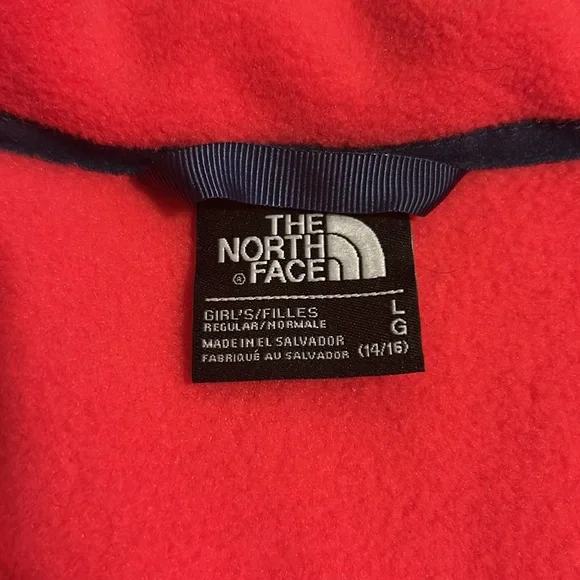 THE
NORTH
® FACE
GIRL'S/FILLES L
REGULAR/NORMALE G
MADE IN EL SALVADOR (14/16)
FABRIQUÉ AU SALVADOR